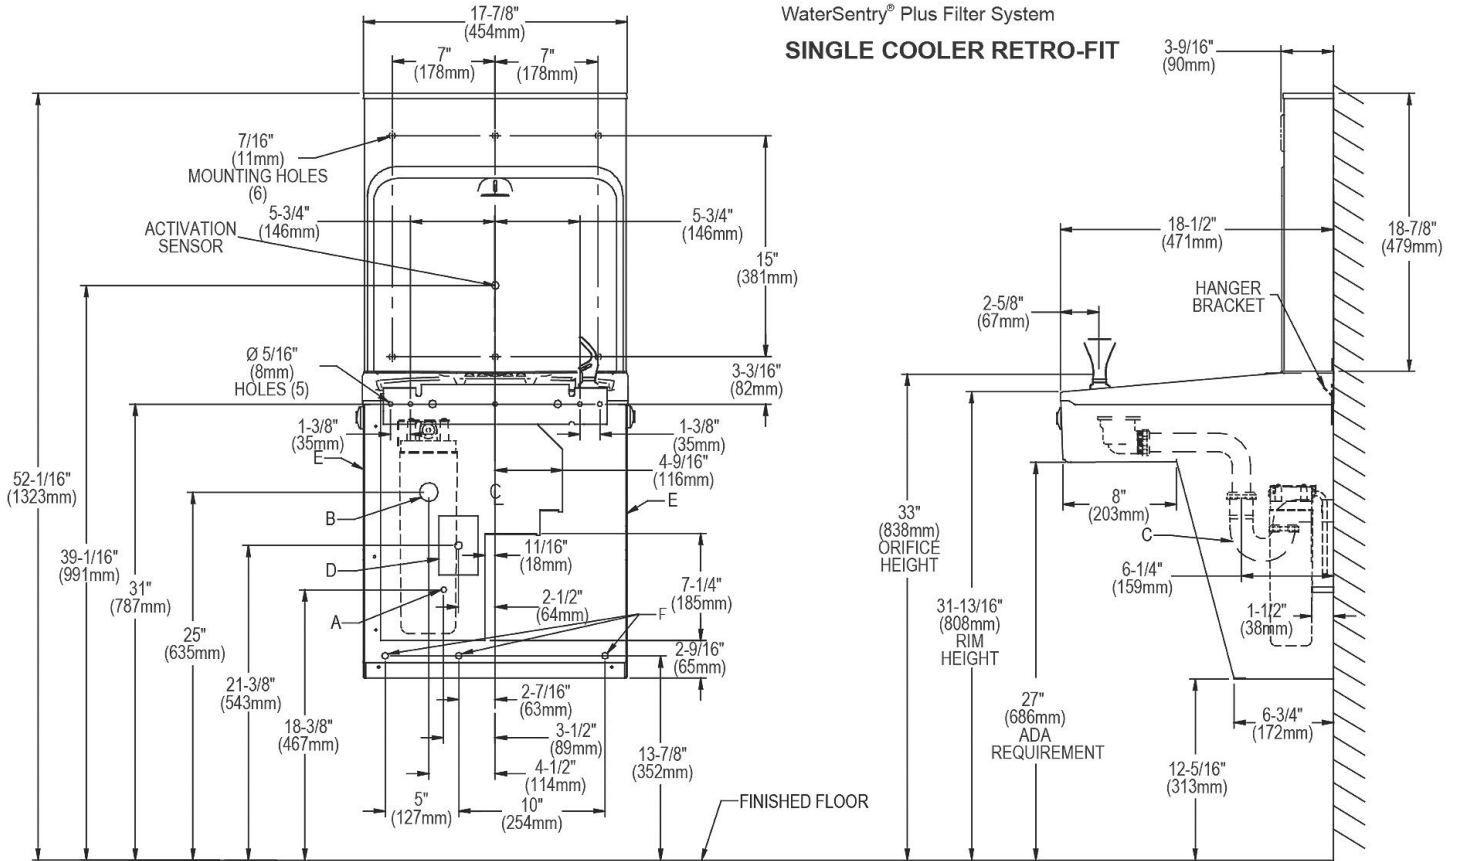 WaterSentry® Plus Filter System
SINGLE COOLER RETRO-FIT
17-7/8"
(454mm)
7"
(178mm)
7"
(178mm)
7/16"
(11mm)
MOUNTING HOLES
(6)
5-3/4"
(146mm)
ACTIVATION
SENSOR
5-3/4"
(146mm)
15"
(381mm)
Ø 5/16"
(8mm)
HOLES (5)
3-3/16"
(82mm)
1-3/8"
(35mm)
E
1-3/8"
(35mm)
4-9/16"
(116mm)
52-1/16"
(1323mm)
B
C
L
E
39-1/16"
(991mm)
D
11/16"
(18mm)
31"
(787mm)
7-1/4"
(185mm)
A
2-1/2"
(64mm)
F
25"
(635mm)
2-9/16"
(65mm)
21-3/8"
(543mm)
2-7/16"
(63mm)
18-3/8"
(467mm)
3-1/2"
(89mm)
13-7/8"
(352mm)
4-1/2"
(114mm)
5"
(127mm)
10"
(254mm)
FINISHED FLOOR
3-9/16"
(90mm)
18-1/2"
(471mm)
18-7/8"
(479mm)
HANGER
BRACKET
2-5/8"
(67mm)
8"
(203mm)
33"
(838mm)
ORIFICE
HEIGHT
C
6-1/4"
(159mm)
31-13/16"
(808mm)
RIM
HEIGHT
1-1/2"
(38mm)
27"
(686mm)
ADA
REQUIREMENT
6-3/4"
(172mm)
12-5/16"
(313mm)